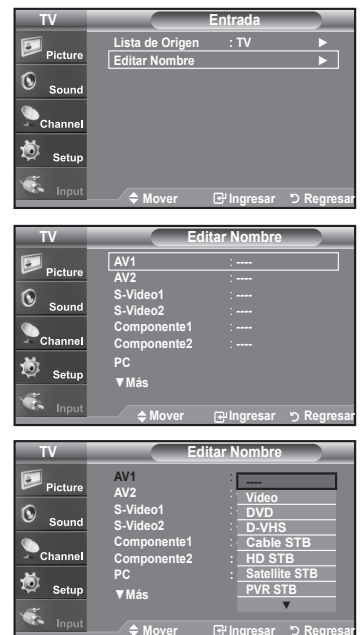 TV Entrada
Picture
Sound
Channel
Setup
Input
Lista de Origen : TV ►
Editar Nombre ►
Mover Ingresar Regresar
TV Editar Nombre
Picture
Sound
Channel
Setup
Input
AV1 : ----
AV2 : ----
S-Video1 : ----
S-Video2 : ----
Componente1 : ----
Componente2 : ----
PC
▼Más
Mover Ingresar Regresar
TV Editar Nombre
Picture
Sound
Channel
Setup
Input
AV1 : ----
AV2 : Video
S-Video1 : DVD
S-Video2 : D-VHS
Componente1 : Cable STB
Componente2 : HD STB
PC : Satellite STB
▼Más PVR STB
▼
Mover Ingresar Regresar